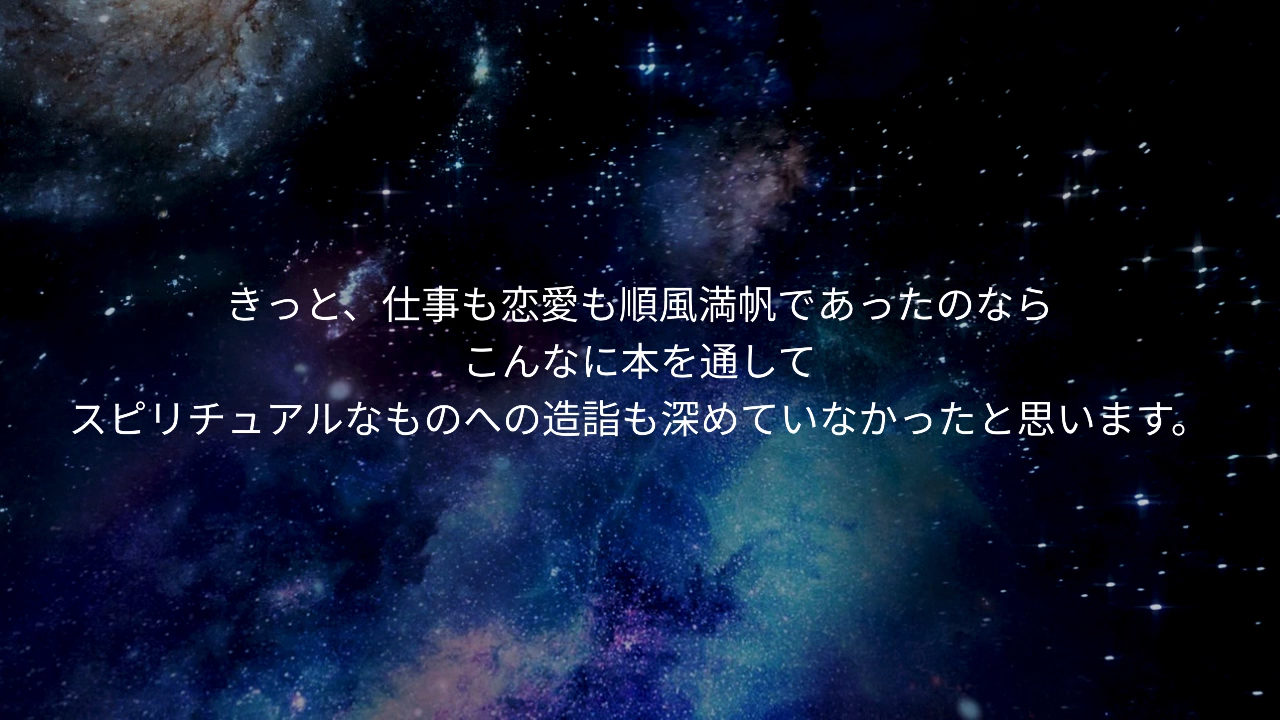 きっと、仕事も恋愛も順風満帆であったのなら
こんなに本を通して
スピリチュアルなものへの造詣も深めていなかったと思います。